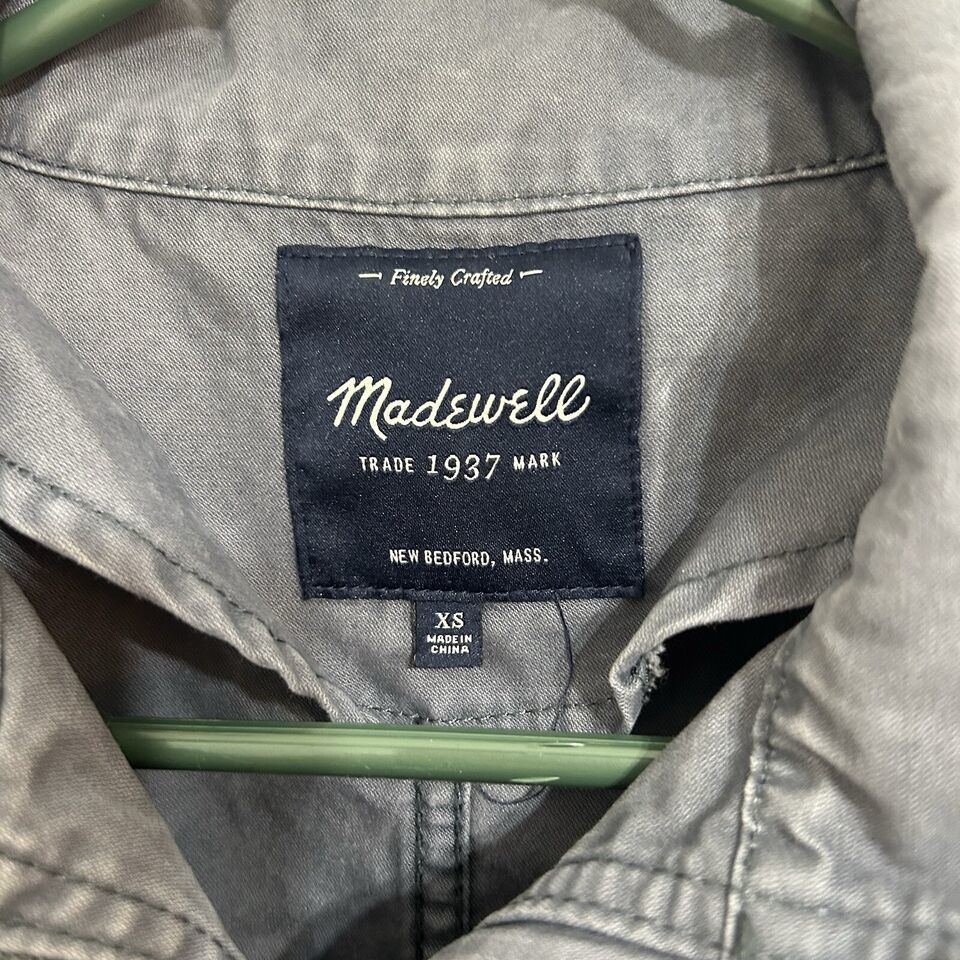 Finely Crafted
Madewell
TRADE 1937 MARK
NEW BEDFORD, MASS.
XS
MADE IN
CHINA